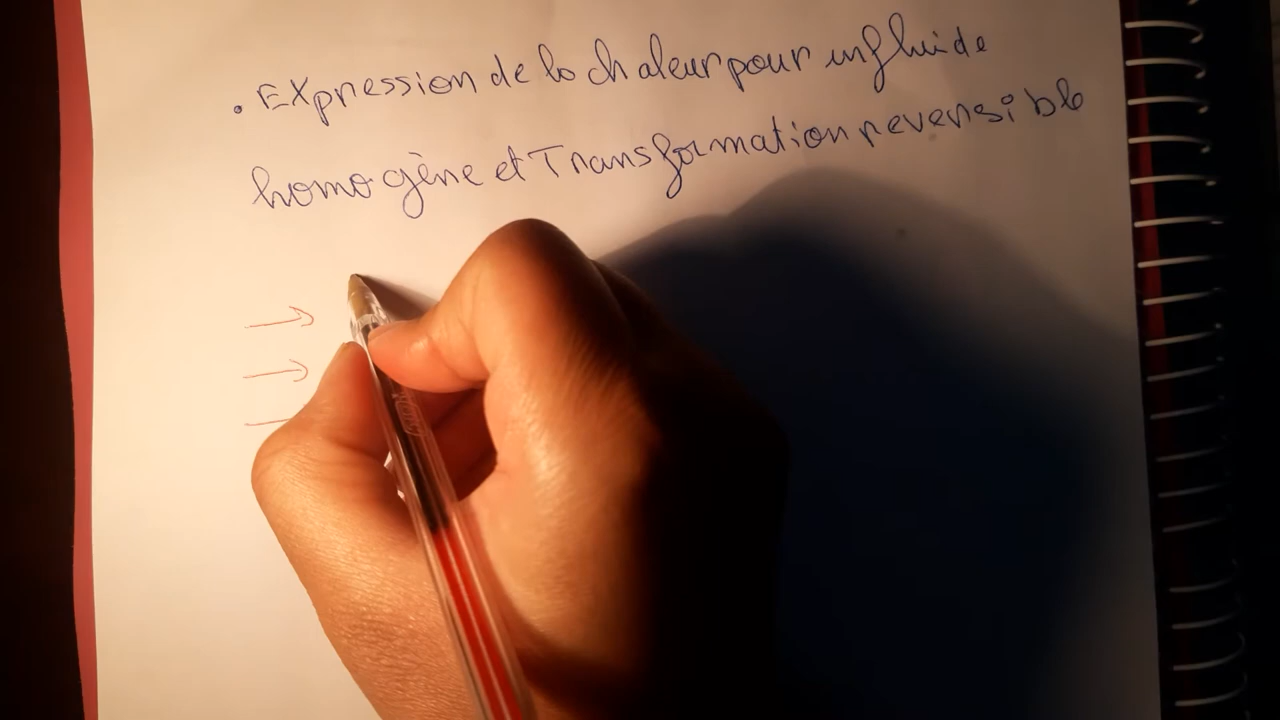 . EXpression de la chaleur pour un fluide
homogène et Transformation reversible
→
→